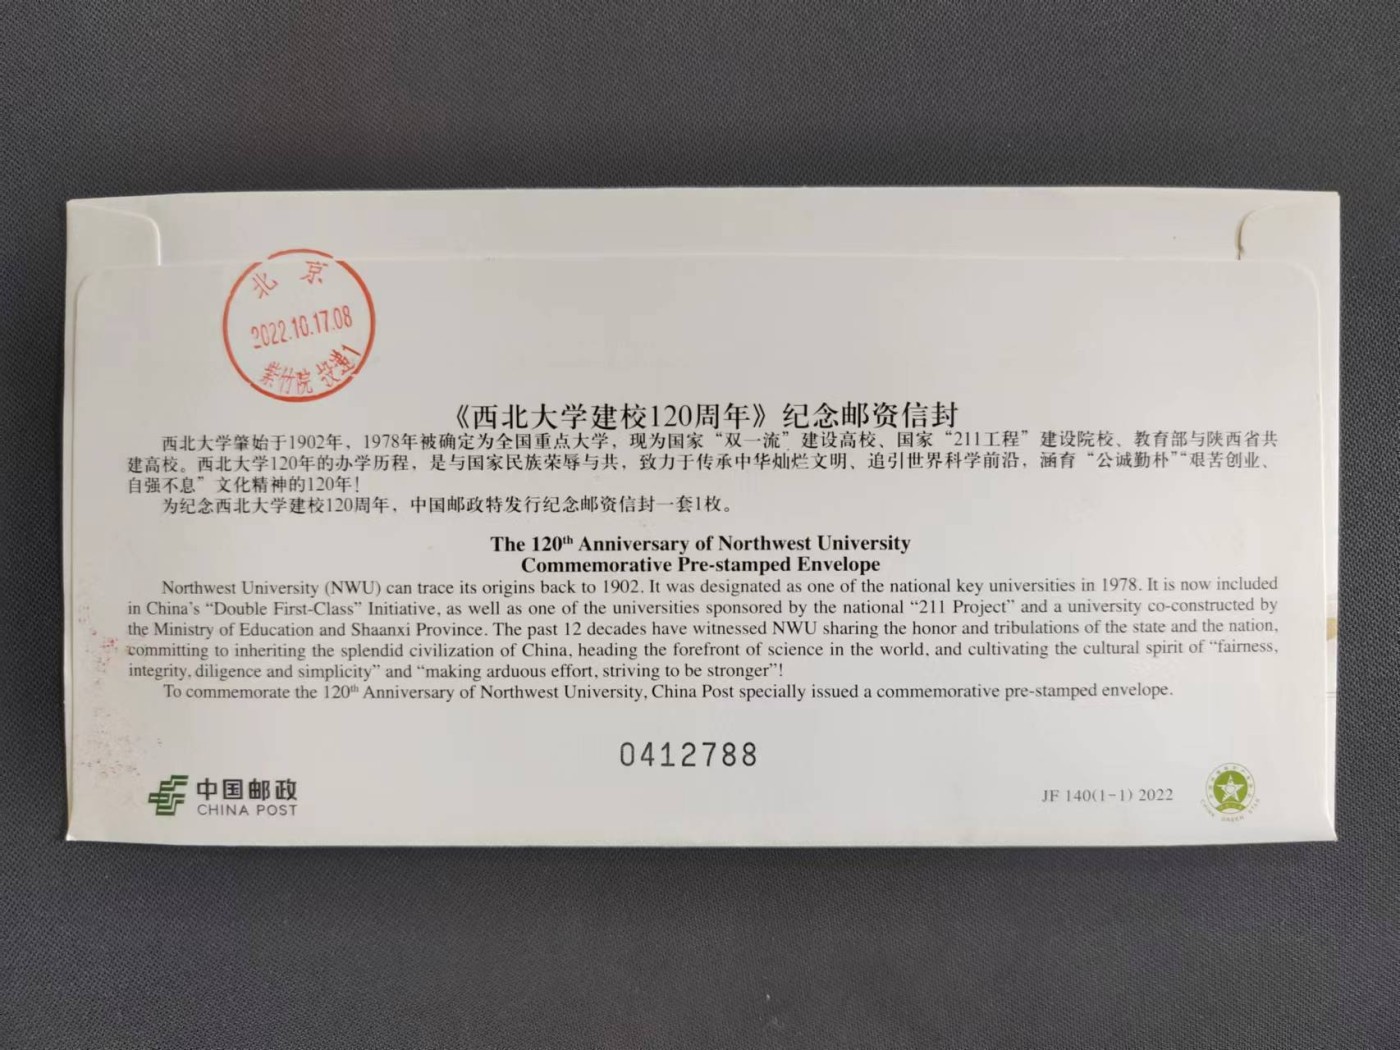 北京
2022.10.17.08
紫竹院 投递1
《西北大学建校120周年》纪念邮资信封
西北大学肇始于1902年，1978年被确定为全国重点大学，现为国家“双一流”建设高校、国家“211工程”建设院校、教育部与陕西省共
建高校。西北大学120年的办学历程，是与国家民族荣辱与共，致力于传承中华灿烂文明、追引世界科学前沿，涵育“公诚勤朴”“艰苦创业、
自强不息”文化精神的120年！
为纪念西北大学建校120周年，中国邮政特发行纪念邮资信封一套1枚。
The 120th Anniversary of Northwest University
Commemorative Pre-stamped Envelope
Northwest University (NWU) can trace its origins back to 1902. It was designated as one of the national key universities in 1978. It is now included
in China's “Double First-Class” Initiative, as well as one of the universities sponsored by the national “211 Project” and a university co-constructed by
the Ministry of Education and Shaanxi Province. The past 12 decades have witnessed NWU sharing the honor and tribulations of the state and the nation,
committing to inheriting the splendid civilization of China, heading the forefront of science in the world, and cultivating the cultural spirit of “fairness,
integrity, diligence and simplicity” and “making arduous effort, striving to be stronger”!
To commemorate the 120th Anniversary of Northwest University, China Post specially issued a commemorative pre-stamped envelope.
0412788
中国邮政
CHINA POST
JF 140(1-1) 2022